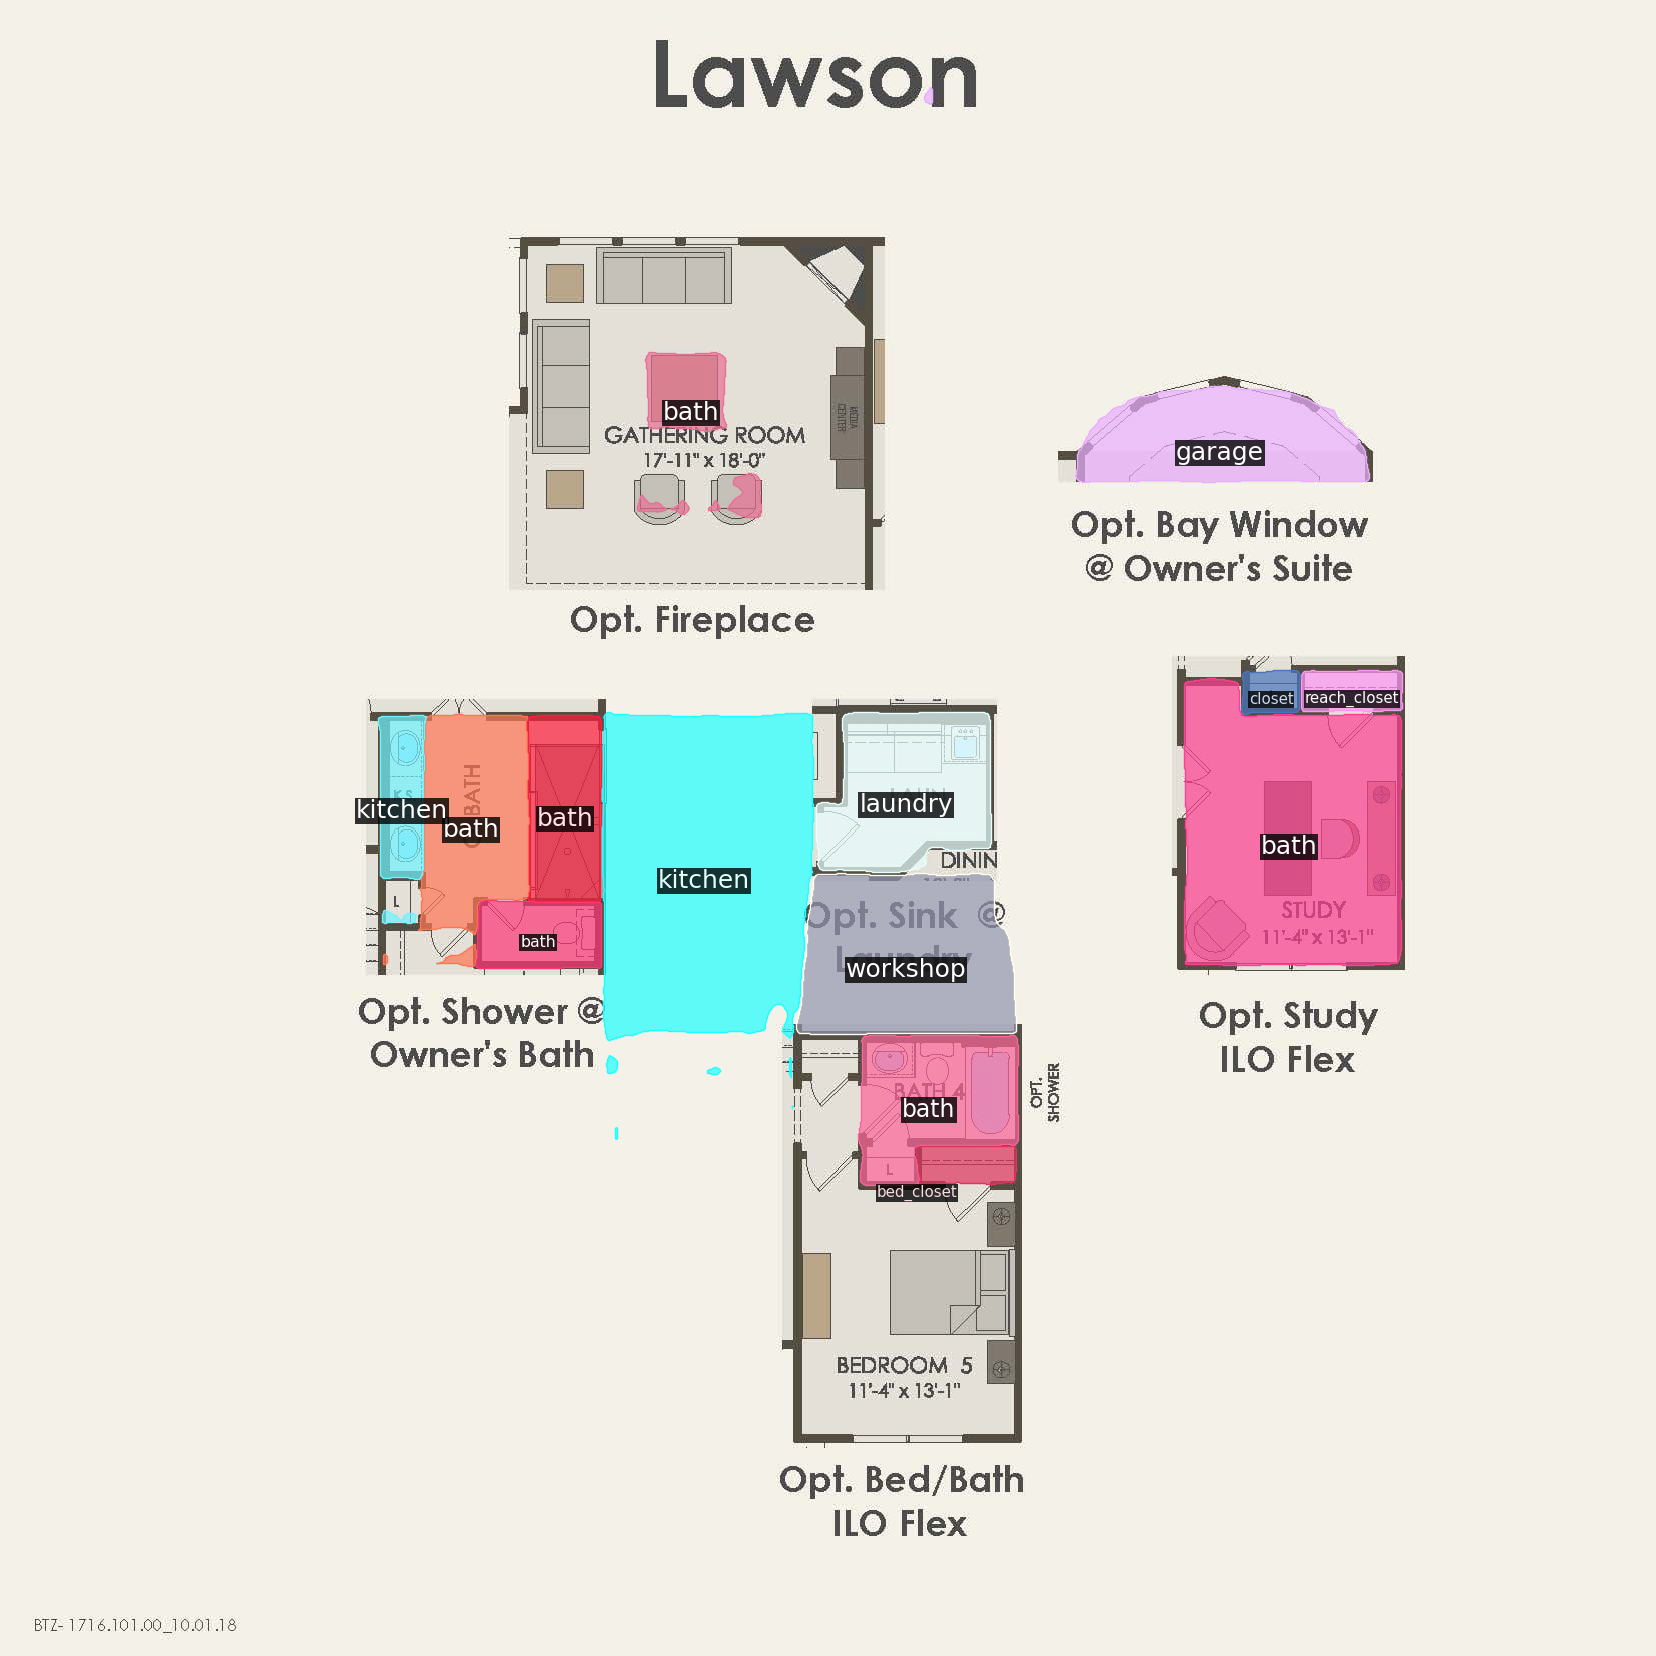 Lawson
bath
GATHERING ROOM
17'-11" x 18'-0"
MEDIA
CENTER
Opt. Fireplace
garage
Opt. Bay Window
@ Owner's Suite
kitchen
bath
BATH
bath
bath
L
Opt. Shower @
Owner's Bath
kitchen
laundry
DININ
Opt. Sink @
Laundry
workshop
closet
reach_closet
bath
STUDY
11'-4" x 13'-1"
Opt. Study
ILO Flex
BATH 4
bath
L
bed_closet
OPT.
SHOWER
BEDROOM 5
11'-4" x 13'-1"
Opt. Bed/Bath
ILO Flex
BTZ- 1716.101.00_10.01.18